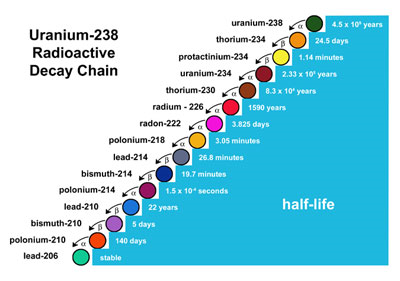 Uranium-238
Radioactive
Decay Chain
uranium-238 4.5 x 10⁹ years
α
thorium-234 24.5 days
β
protactinium-234 1.14 minutes
β
uranium-234 2.33 x 10⁵ years
α
thorium-230 8.3 x 10⁴ years
α
radium - 226 1590 years
α
radon-222 3.825 days
α
polonium-218 3.05 minutes
α
lead-214 26.8 minutes
β
bismuth-214 19.7 minutes
β
polonium-214 1.5 x 10⁻⁴ seconds
α
lead-210 22 years
β
bismuth-210 5 days
β
polonium-210 140 days
α
lead-206 stable
half-life